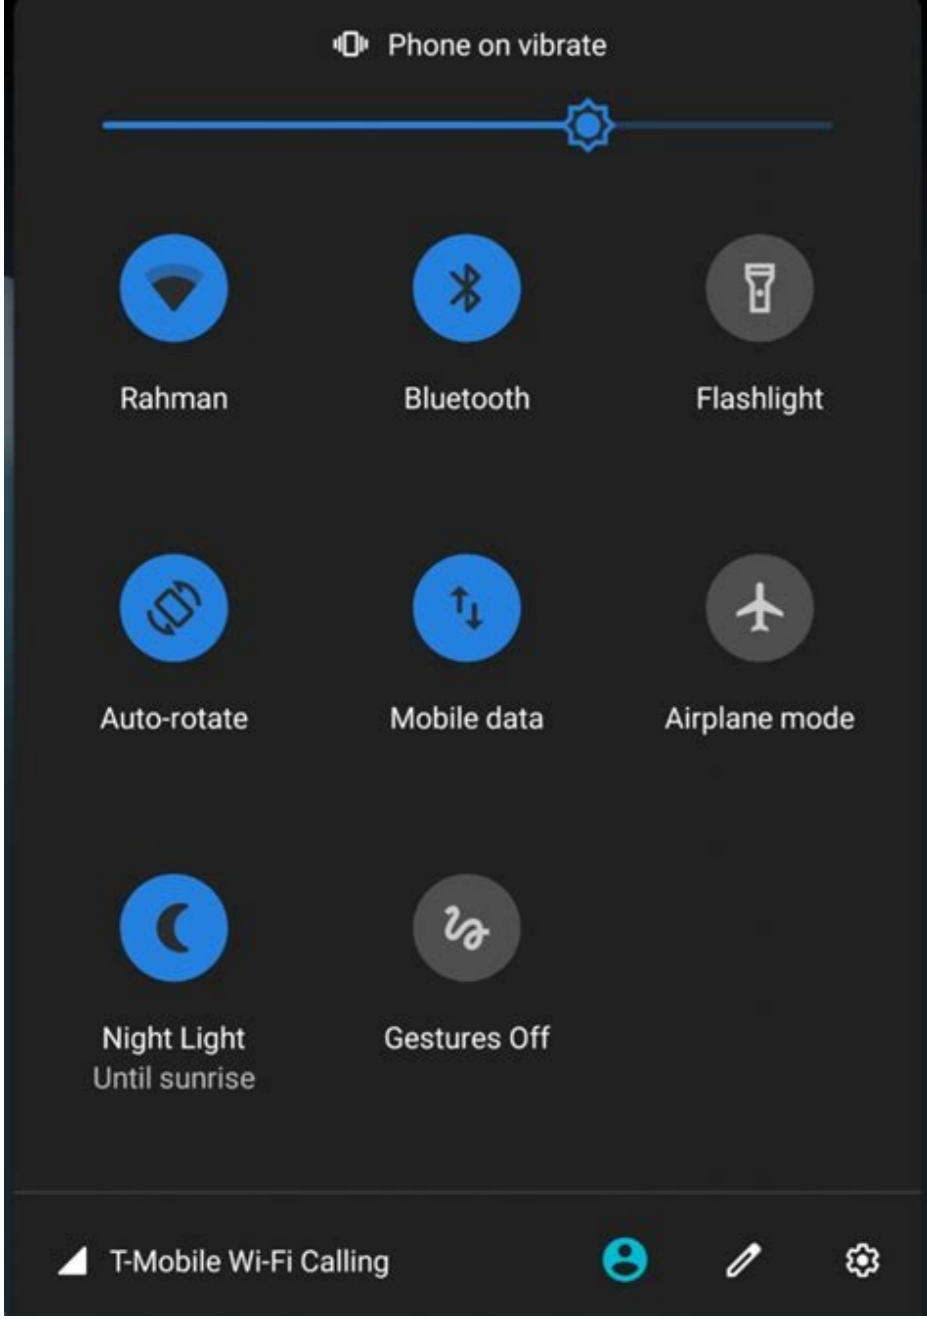 Phone on vibrate
Rahman
Bluetooth
Flashlight
Auto-rotate
Mobile data
Airplane mode
Night Light
Until sunrise
Gestures Off
T-Mobile Wi-Fi Calling